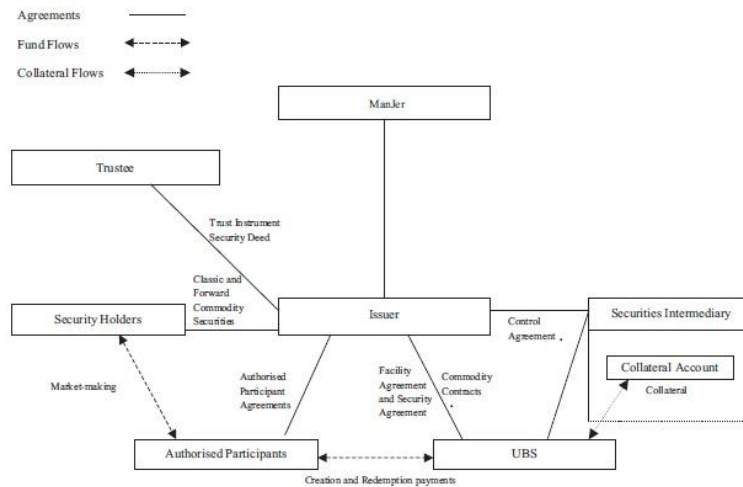 Agreements
Fund Flows
Collateral Flows
ManJer
Trustee
Trust Instrument
Security Deed
Classic and
Forward
Commodity
Securities
Security Holders
Issuer
Securities Intermediary
Control
Agreement
Collateral Account
Collateral
Market-making
Authorised
Participant
Agreements
Facility
Agreement
and Security
Agreement
Commodity
Contracts
Authorised Participants
UBS
Creation and Redemption payments